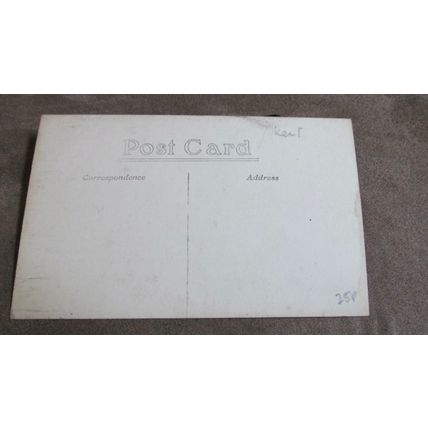 Kent
Post Card
Correspondence
Address
25P